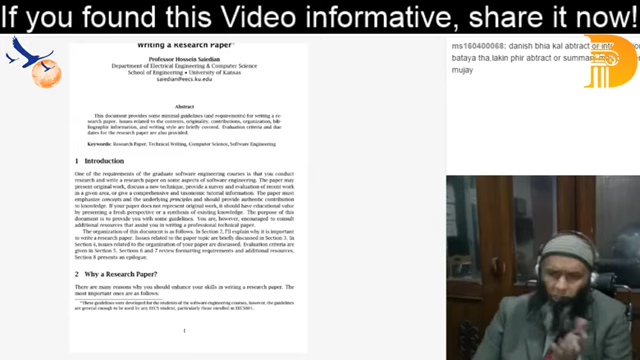 If you found this Video informative, share it now!
Writing a Research Paper*
Professor Hossein Saiedian
Department of Electrical Engineering & Computer Science
School of Engineering • University of Kansas
saiedian@eecs.ku.edu
Abstract
This document provides some minimal guidelines (and requirements) for writing a re-
search paper. Issues related to the contents, originality, contributions, organization, bib-
liographic information, and writing style are briefly covered. Evaluation criteria and due
dates for the research paper are also provided.
Keywords: Research Paper, Technical Writing, Computer Science, Software Engineering
1 Introduction
One of the requirements of the graduate software engineering courses is that you conduct
research and write a research paper on some aspects of software engineering. The paper may
present original work, discuss a new technique, provide a survey and evaluation of recent work
in a given area, or give a comprehensive and taxonomic tutorial information. The paper must
emphasize concepts and the underlying principles and should provide authentic contribution
to knowledge. If your paper does not represent original work, it should have educational value
by presenting a fresh perspective or a synthesis of existing knowledge. The purpose of this
document is to provide you with some guidelines. You are, however, encouraged to consult
additional resources that assist you in writing a professional technical paper.
The organization of this document is as follows. In Section 2, I'll explain why it is important
to write a research paper. Issues related to the paper topic are briefly discussed in Section 3. In
Section 4, issues related to the organization of your paper are discussed. Evaluation criteria are
given in Section 5. Sections 6 and 7 review formatting requirements and additional resources.
Section 8 presents an epilogue.
2 Why a Research Paper?
There are many reasons why you should enhance your skills in writing a research paper. The
most important ones are as follows:
*These guidelines were developed for the students of the software engineering courses, however, the guidelines
are general enough to be used by any EECS student, particularly those enrolled in EECS801.
1
ms160400068: danish bhia kal abtract or
bataya tha,lakin phir abtract or summary
mujay